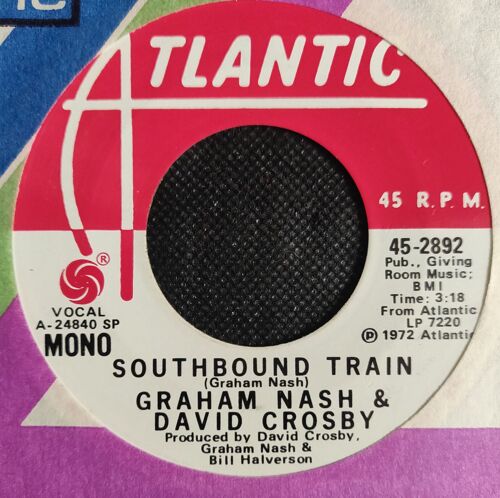 IC
ATLANTIC
45 R.P.M.
45-2892
Pub., Giving
Room Music;
BMI
Time: 3:18
From Atlantic
LP 7220
℗ 1972 Atlantic
®
VOCAL
A-24840 SP
MONO
SOUTHBOUND TRAIN
(Graham Nash)
GRAHAM NASH &
DAVID CROSBY
Produced by David Crosby,
Graham Nash &
Bill Halverson